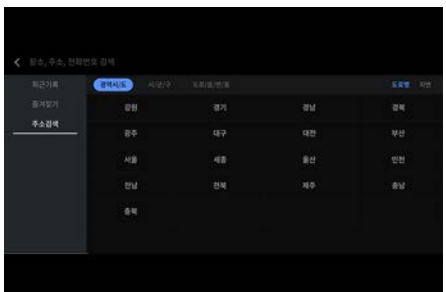 장소, 주소, 전화번호 검색
최근기록
광역시/도 시/군/구 도로/읍/면/동 도로명 지번
즐겨찾기
강원 경기 경남 경북
주소검색
광주 대구 대전 부산
서울 세종 울산 인천
전남 전북 제주 충남
충북